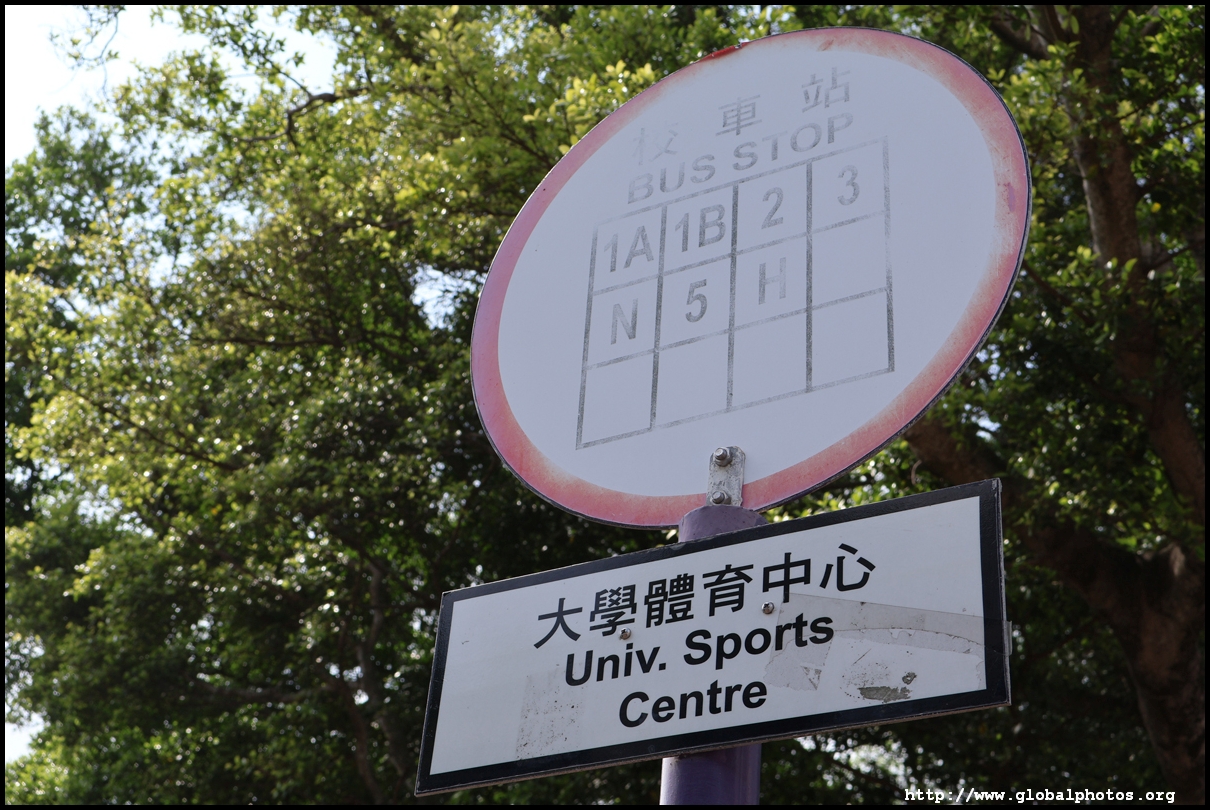 校車站
BUS STOP
1A 1B 2 3
N 5 H
大學體育中心
Univ. Sports
Centre
http://www.globalphotos.org